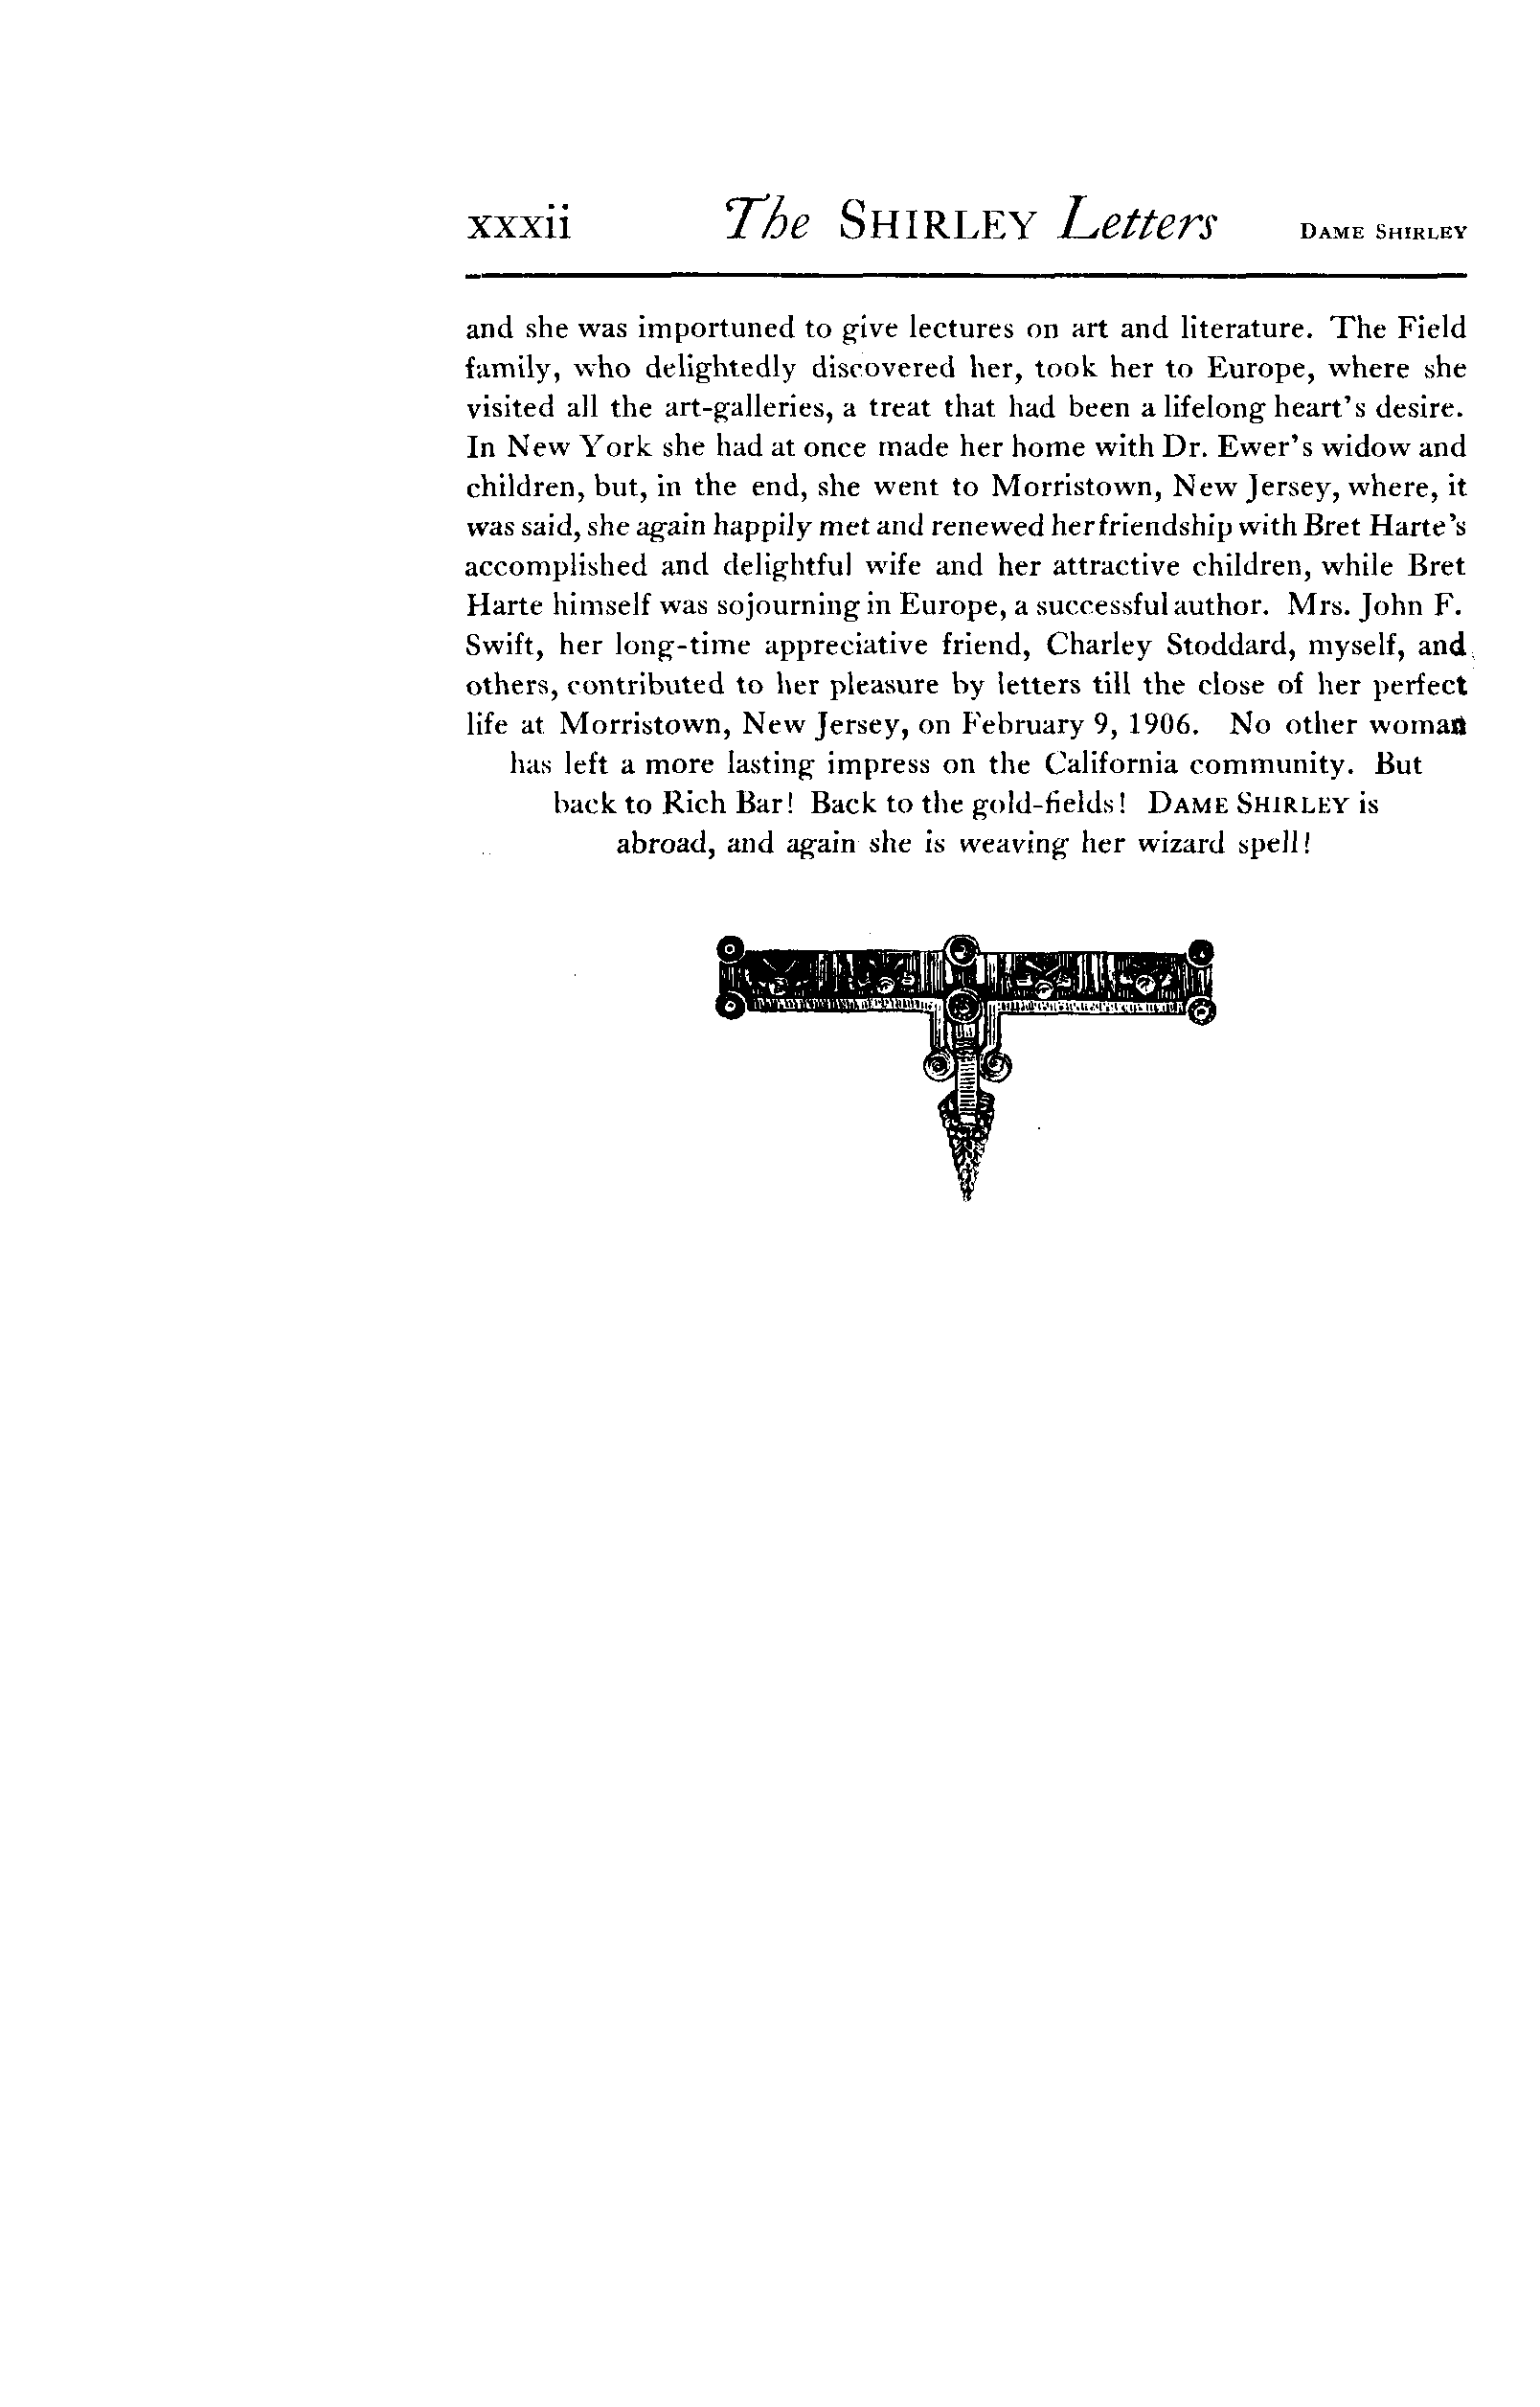 xxxii The SHIRLEY Letters DAME SHIRLEY
and she was importuned to give lectures on art and literature. The Field
family, who delightedly discovered her, took her to Europe, where she
visited all the art-galleries, a treat that had been a lifelong heart's desire.
In New York she had at once made her home with Dr. Ewer's widow and
children, but, in the end, she went to Morristown, New Jersey, where, it
was said, she again happily met and renewed her friendship with Bret Harte's
accomplished and delightful wife and her attractive children, while Bret
Harte himself was sojourning in Europe, a successful author. Mrs. John F.
Swift, her long-time appreciative friend, Charley Stoddard, myself, and
others, contributed to her pleasure by letters till the close of her perfect
life at Morristown, New Jersey, on February 9, 1906. No other woman
has left a more lasting impress on the California community. But
back to Rich Bar! Back to the gold-fields! DAME SHIRLEY is
abroad, and again she is weaving her wizard spell!